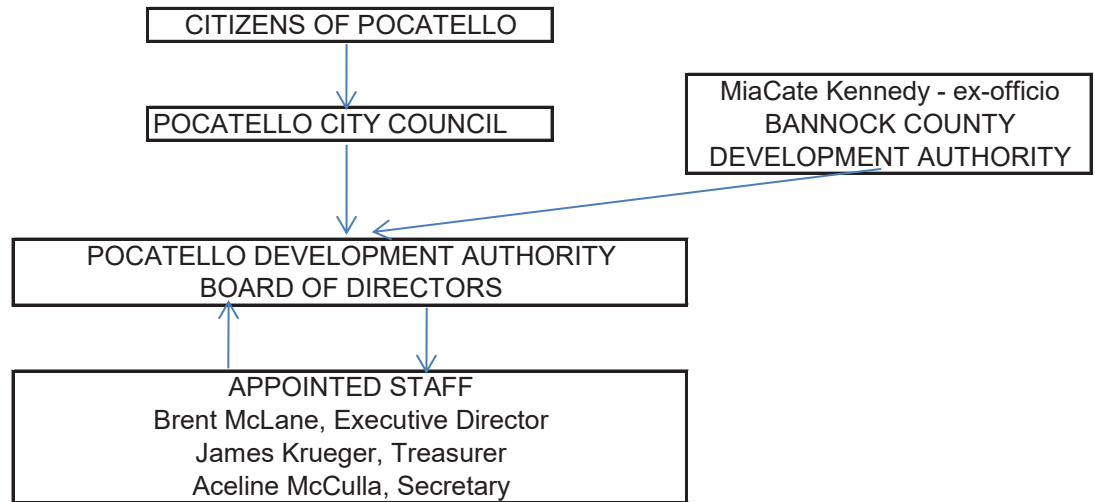 CITIZENS OF POCATELLO
POCATELLO CITY COUNCIL
MiaCate Kennedy - ex-officio
BANNOCK COUNTY
DEVELOPMENT AUTHORITY
POCATELLO DEVELOPMENT AUTHORITY
BOARD OF DIRECTORS
APPOINTED STAFF
Brent McLane, Executive Director
James Krueger, Treasurer
Aceline McCulla, Secretary